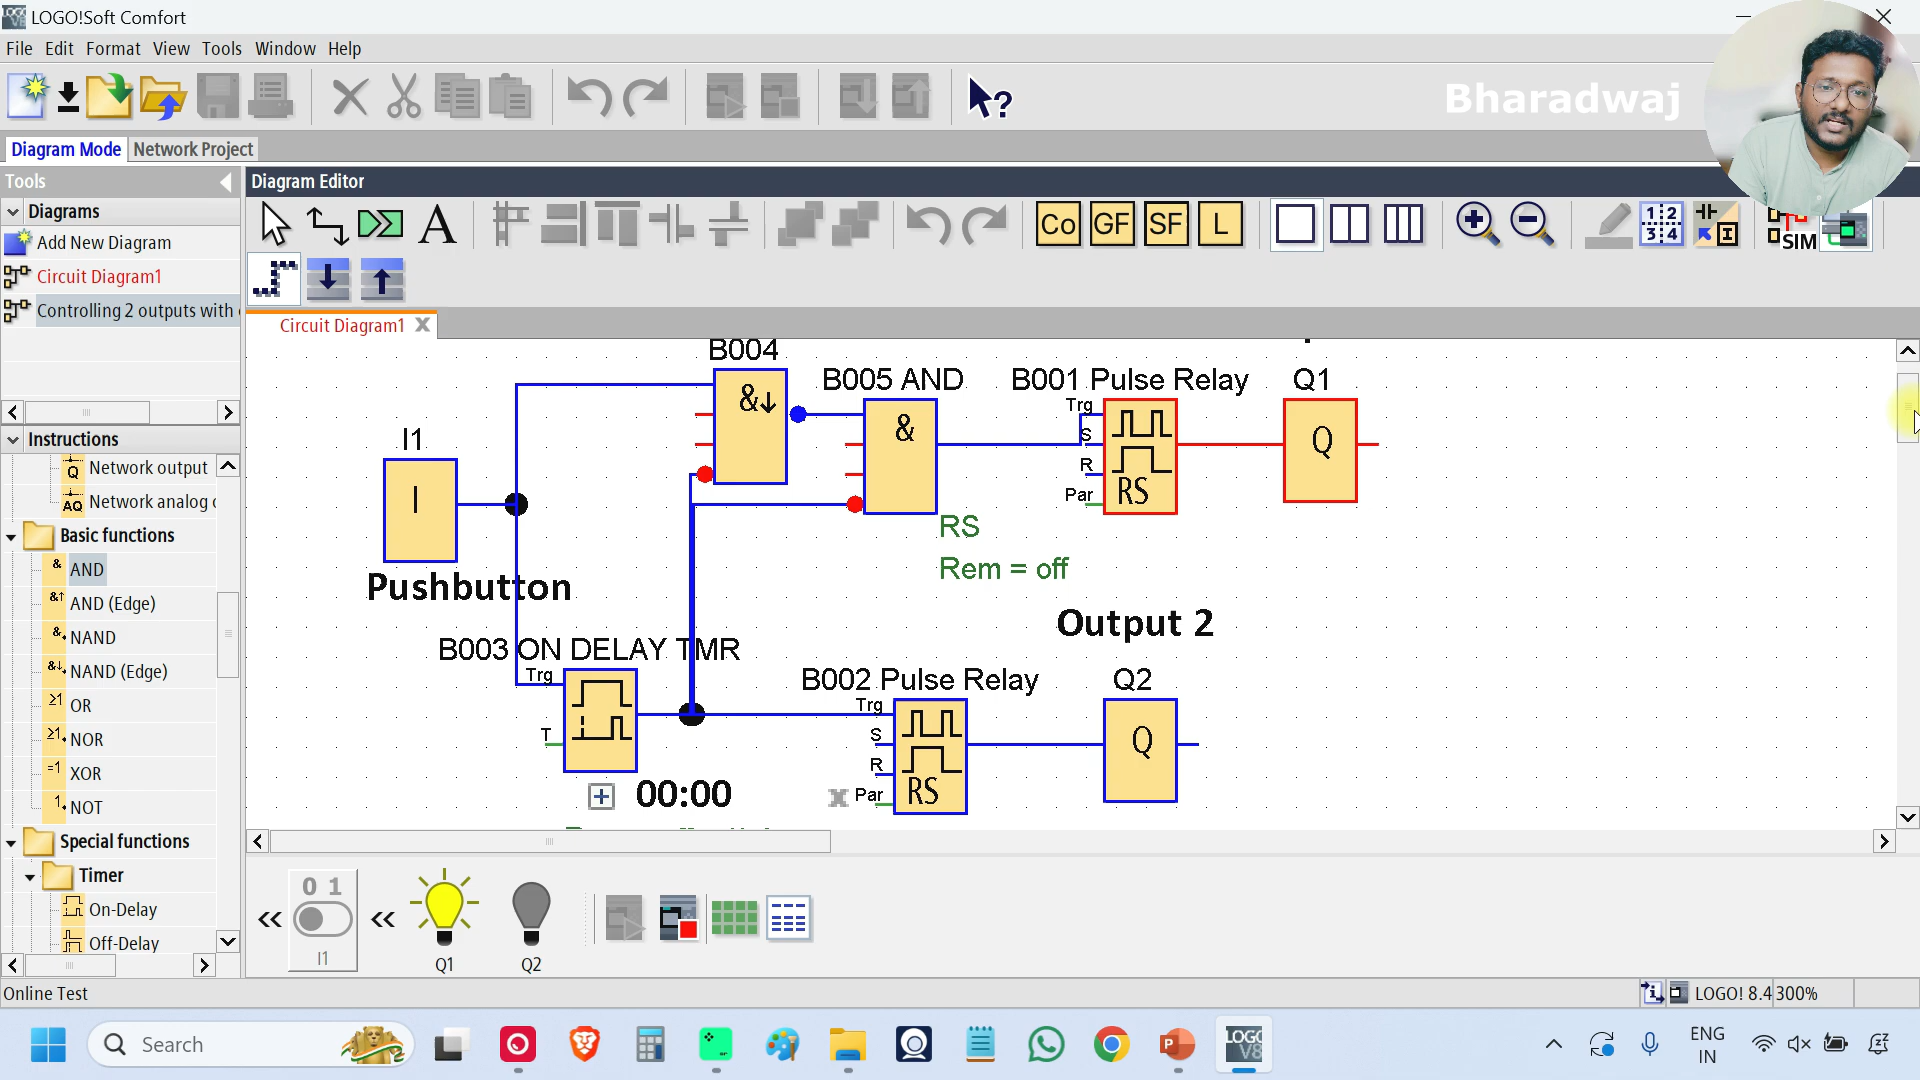 LOGO!Soft Comfort
File Edit Format View Tools Window Help
Bharadwaj
Diagram Mode Network Project
Tools
Diagram Editor
Diagrams
Add New Diagram
Circuit Diagram1
Controlling 2 outputs with
Co GF SF L
SIM
Circuit Diagram1
Instructions
Network output
Network analog
Basic functions
AND
AND (Edge)
NAND
NAND (Edge)
OR
NOR
XOR
NOT
Special functions
Timer
On-Delay
Off-Delay
B004
B005 AND
B001 Pulse Relay
Q1
&↓
&
Trg
S
R
Par
RS
Q
I1
I
Pushbutton
RS
Rem = off
Output 2
B003 ON DELAY TMR
Trg
T
00:00
B002 Pulse Relay
Q2
Trg
S
R
Par
RS
Q
0 1
I1
Q1
Q2
Online Test
LOGO! 8.4 300%
Search
ENG
IN